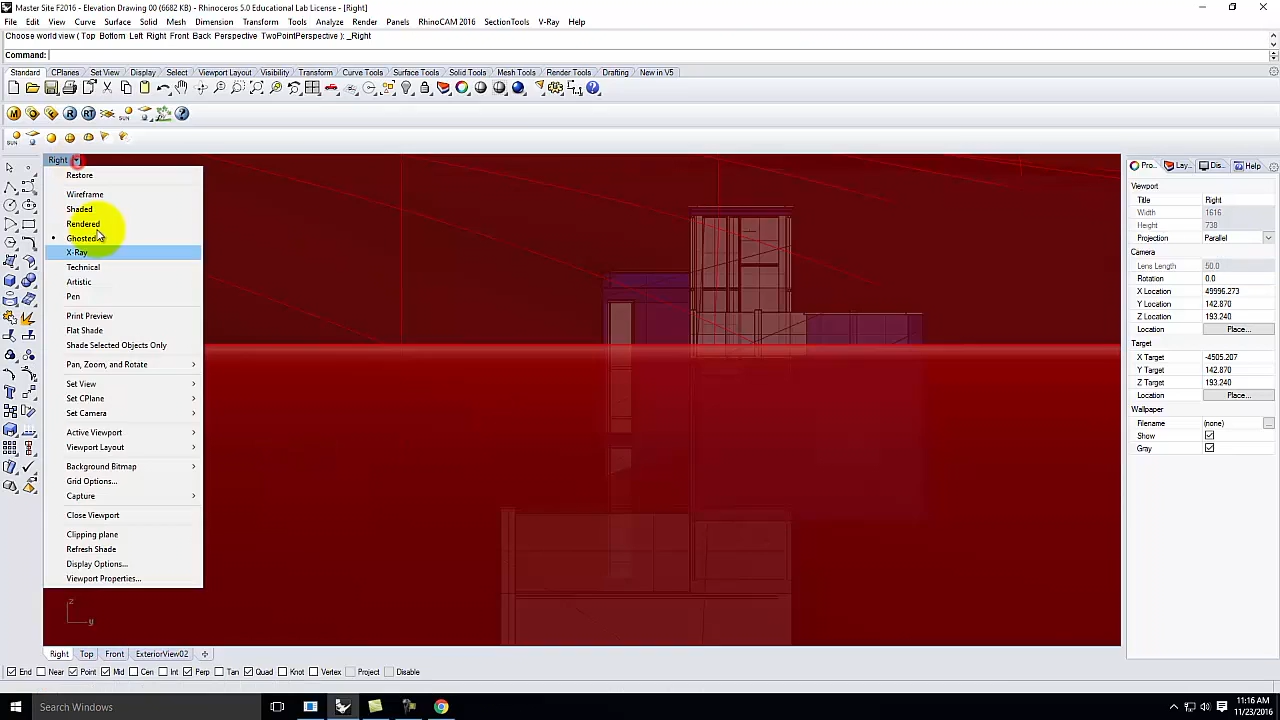 Master Site F2016 - Elevation Drawing 00 (6682 KB) - Rhinoceros 5.0 Educational Lab License - [Right]
File Edit View Curve Surface Solid Mesh Dimension Transform Tools Analyze Render Panels RhinoCAM 2016 SectionTools V-Ray Help
Choose world view ( Top Bottom Left Right Front Back Perspective TwoPointPerspective ): _Right
Command:
Standard CPlanes Set View Display Select Viewport Layout Visibility Transform Curve Tools Surface Tools Solid Tools Mesh Tools Render Tools Drafting New in V5
Right
Restore
Wireframe
Shaded
Rendered
Ghosted
X-Ray
Technical
Artistic
Pen
Print Preview
Flat Shade
Shade Selected Objects Only
Pan, Zoom, and Rotate
Set View
Set CPlane
Set Camera
Active Viewport
Viewport Layout
Background Bitmap
Grid Options...
Capture
Close Viewport
Clipping plane
Refresh Shade
Display Options...
Viewport Properties...
z
y
Pro... Lay... Dis... Help
Viewport
Title Right
Width 1616
Height 738
Projection Parallel
Camera
Lens Length 50.0
Rotation 0.0
X Location 49996.273
Y Location 142.870
Z Location 193.240
Location Place...
Target
X Target -4505.207
Y Target 142.870
Z Target 193.240
Location Place...
Wallpaper
Filename (none) ...
Show
Gray
Right Top Front ExteriorView02
End Near Point Mid Cen Int Perp Tan Quad Knot Vertex Project Disable
Search Windows
11:16 AM
11/23/2016